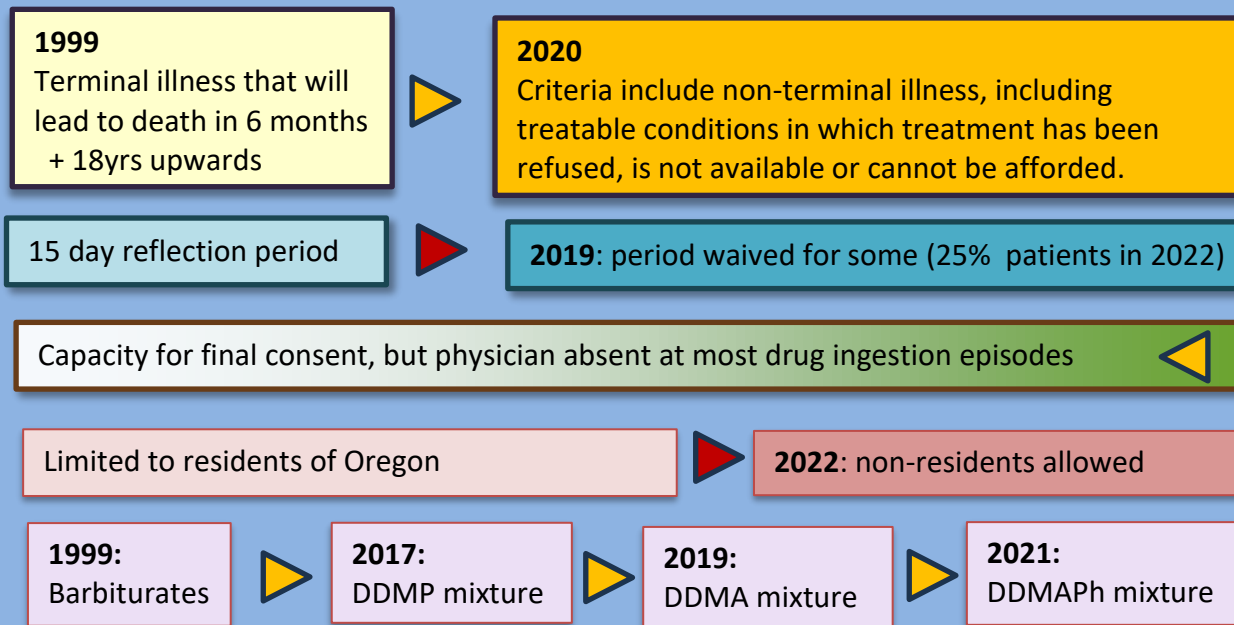 1999
Terminal illness that will
lead to death in 6 months
+ 18yrs upwards
2020
Criteria include non-terminal illness, including
treatable conditions in which treatment has been
refused, is not available or cannot be afforded.
15 day reflection period
2019: period waived for some (25% patients in 2022)
Capacity for final consent, but physician absent at most drug ingestion episodes
Limited to residents of Oregon
2022: non-residents allowed
1999:
Barbiturates
2017:
DDMP mixture
2019:
DDMA mixture
2021:
DDMAPh mixture